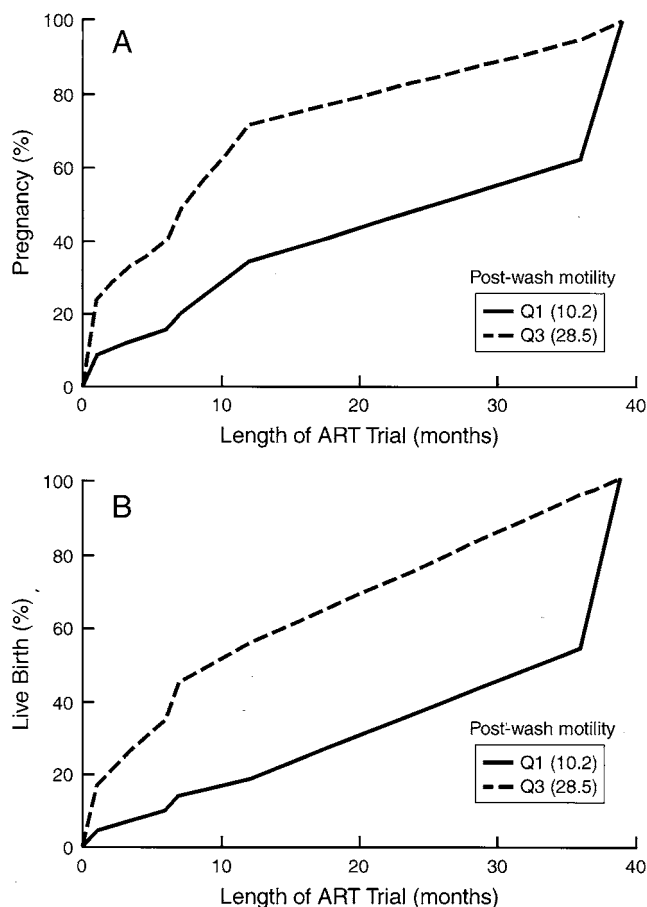 A
100
80
60
40
20
0
Pregnancy (%)
Post-wash motility
Q1 (10.2)
Q3 (28.5)
0 10 20 30 40
Length of ART Trial (months)
B
100
80
60
40
20
0
Live Birth (%)
Post-wash motility
Q1 (10.2)
Q3 (28.5)
0 10 20 30 40
Length of ART Trial (months)